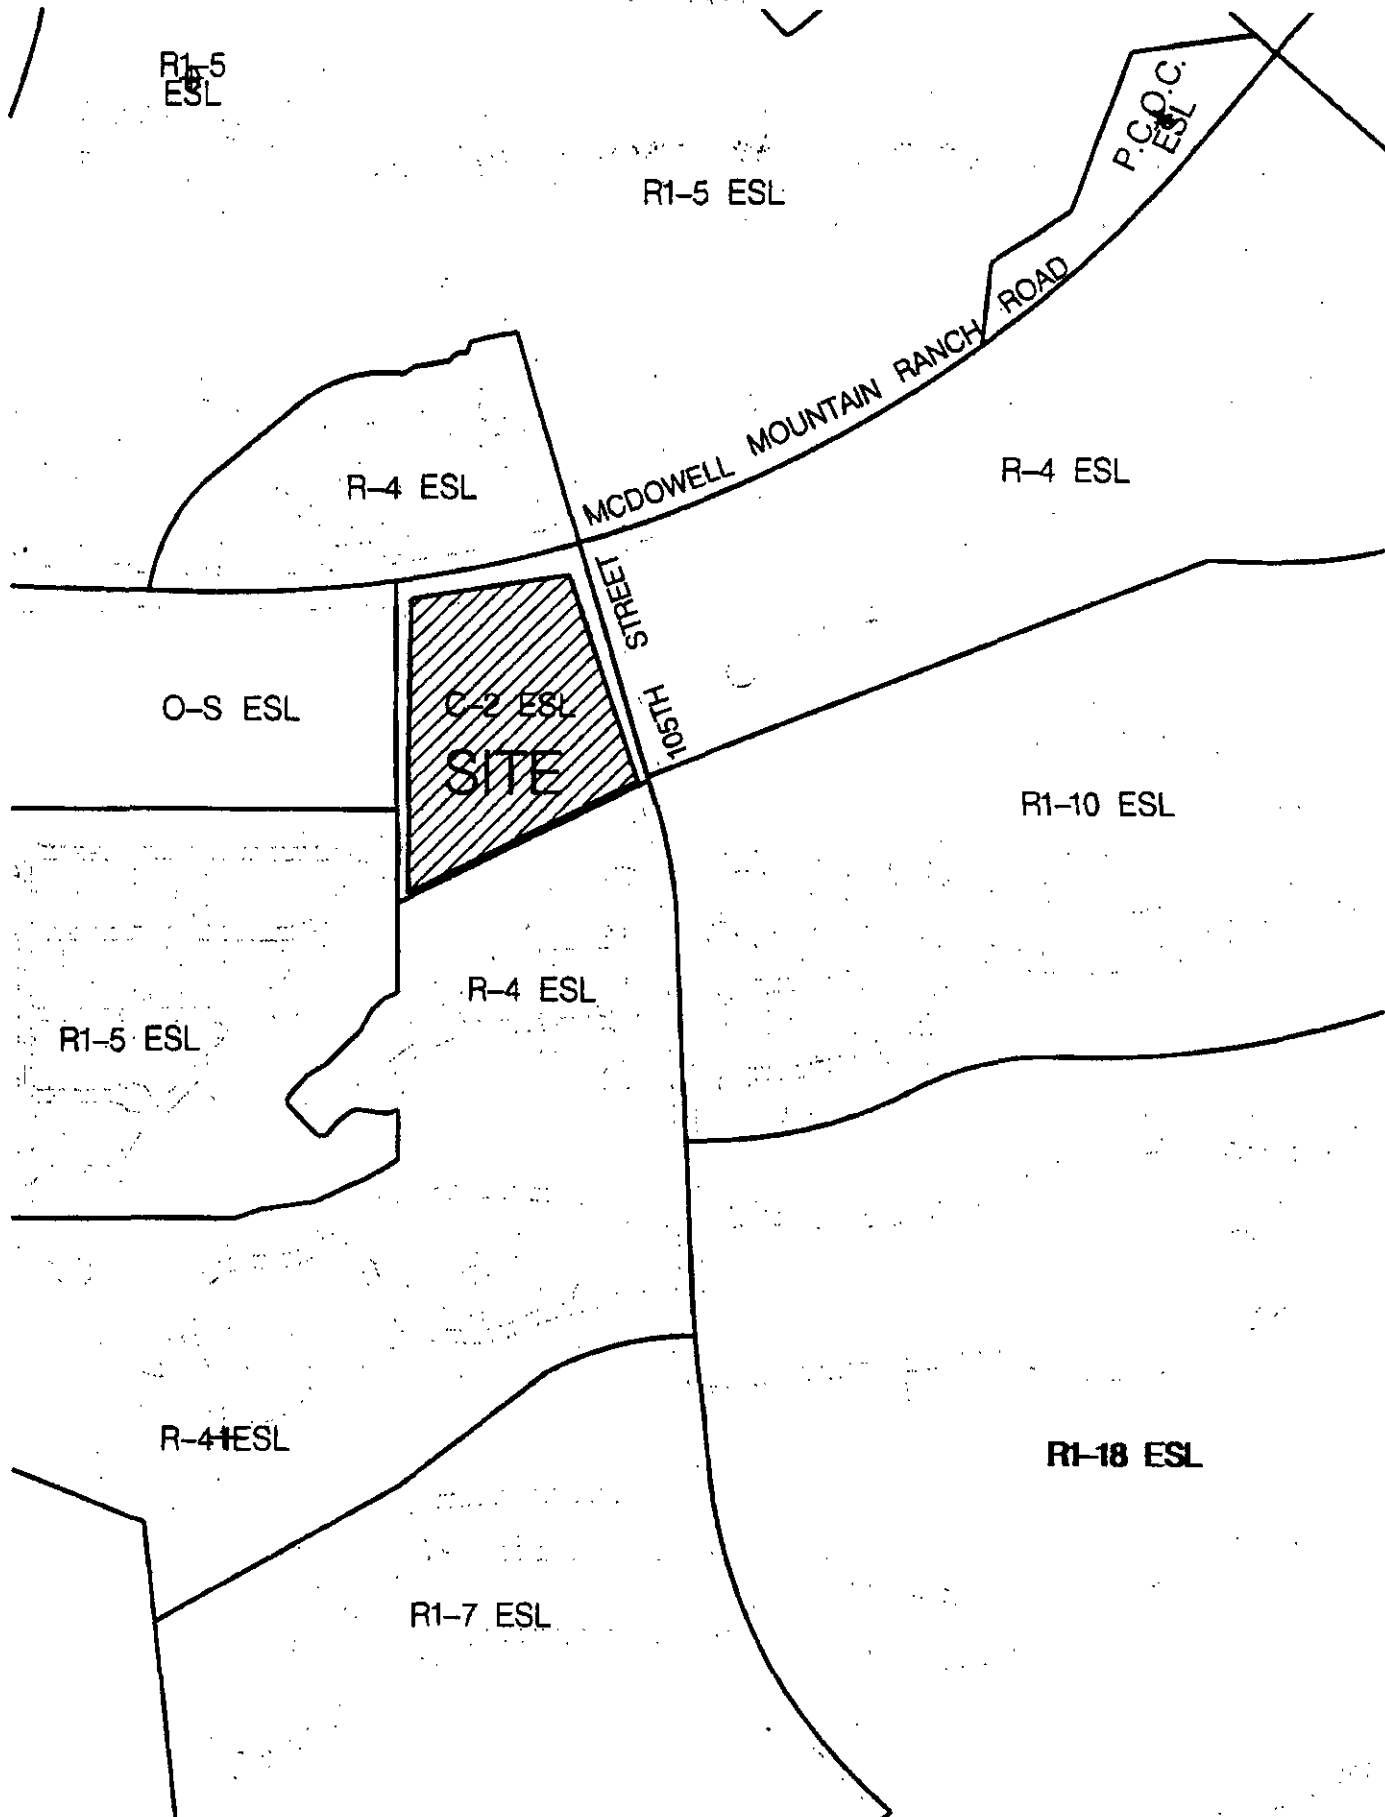 R1-5
ESL
P.C.O.C.
ESL
R1-5 ESL
MCDOWELL MOUNTAIN RANCH ROAD
R-4 ESL
R-4 ESL
105TH STREET
O-S ESL
C-2 ESL
SITE
R1-10 ESL
R-4 ESL
R1-5 ESL
R-4 ESL
R1-18 ESL
R1-7 ESL